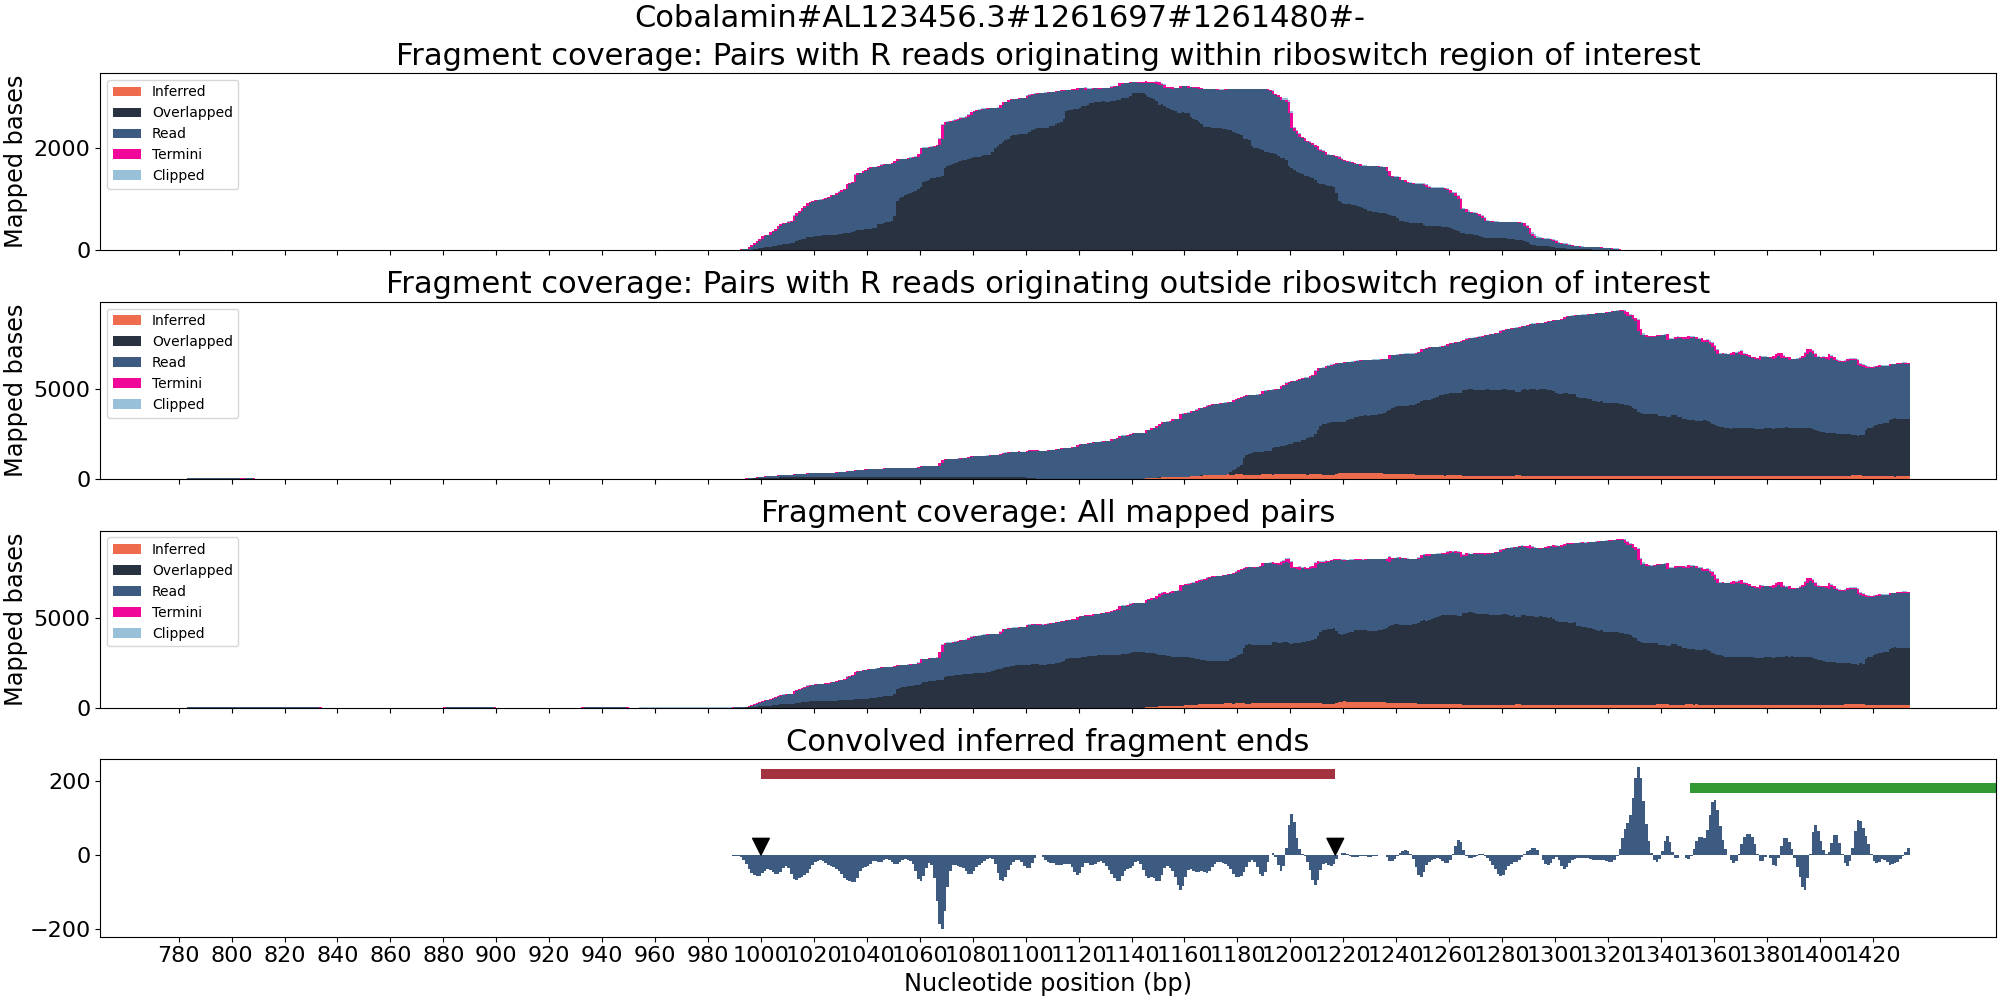 Cobalamin#AL123456.3#1261697#1261480#-
Fragment coverage: Pairs with R reads originating within riboswitch region of interest
Mapped bases
2000
0
Inferred
Overlapped
Read
Termini
Clipped
Fragment coverage: Pairs with R reads originating outside riboswitch region of interest
Mapped bases
5000
0
Inferred
Overlapped
Read
Termini
Clipped
Fragment coverage: All mapped pairs
Mapped bases
5000
0
Inferred
Overlapped
Read
Termini
Clipped
Convolved inferred fragment ends
200
0
−200
780 800 820 840 860 880 900 920 940 960 980 1000 1020 1040 1060 1080 1100 1120 1140 1160 1180 1200 1220 1240 1260 1280 1300 1320 1340 1360 1380 1400 1420
Nucleotide position (bp)